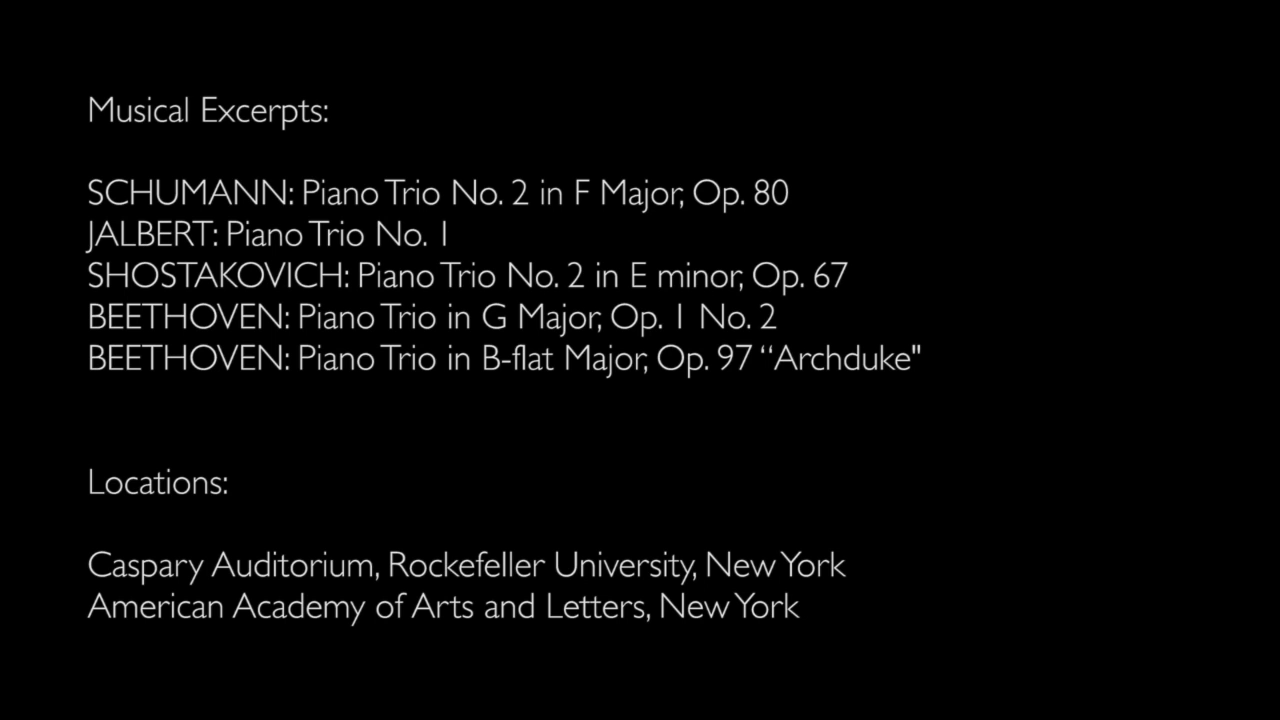 Musical Excerpts:
SCHUMANN: Piano Trio No. 2 in F Major, Op. 80
JALBERT: Piano Trio No. 1
SHOSTAKOVICH: Piano Trio No. 2 in E minor, Op. 67
BEETHOVEN: Piano Trio in G Major, Op. 1 No. 2
BEETHOVEN: Piano Trio in B-flat Major, Op. 97 “Archduke"
Locations:
Caspary Auditorium, Rockefeller University, New York
American Academy of Arts and Letters, New York